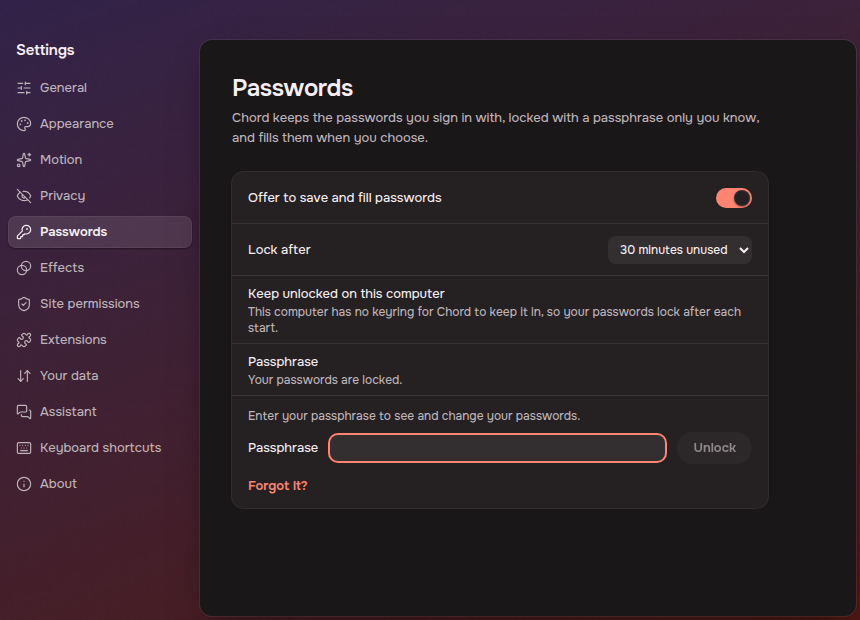 Settings
General
Appearance
Motion
Privacy
Passwords
Effects
Site permissions
Extensions
Your data
Assistant
Keyboard shortcuts
About
Passwords
Chord keeps the passwords you sign in with, locked with a passphrase only you know,
and fills them when you choose.
Offer to save and fill passwords
Lock after
30 minutes unused
Keep unlocked on this computer
This computer has no keyring for Chord to keep it in, so your passwords lock after each
start.
Passphrase
Your passwords are locked.
Enter your passphrase to see and change your passwords.
Passphrase
Unlock
Forgot it?